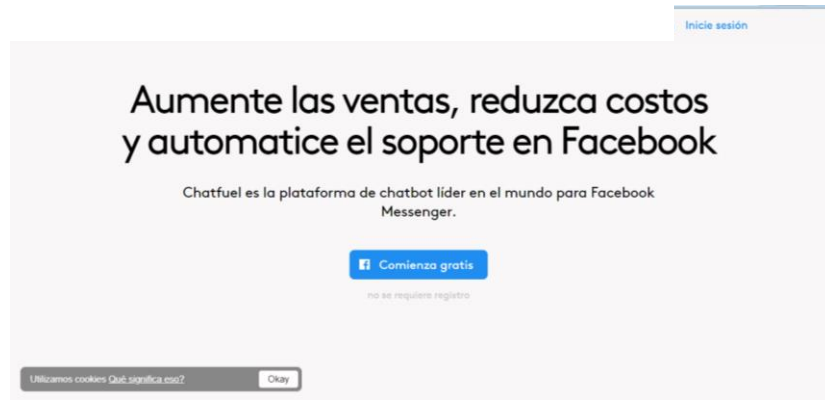 Inicie sesión
Aumente las ventas, reduzca costos
y automatice el soporte en Facebook
Chatfuel es la plataforma de chatbot líder en el mundo para Facebook
Messenger.
Comienza gratis
no se requiere registro
Utilizamos cookies Qué significa eso? Okay